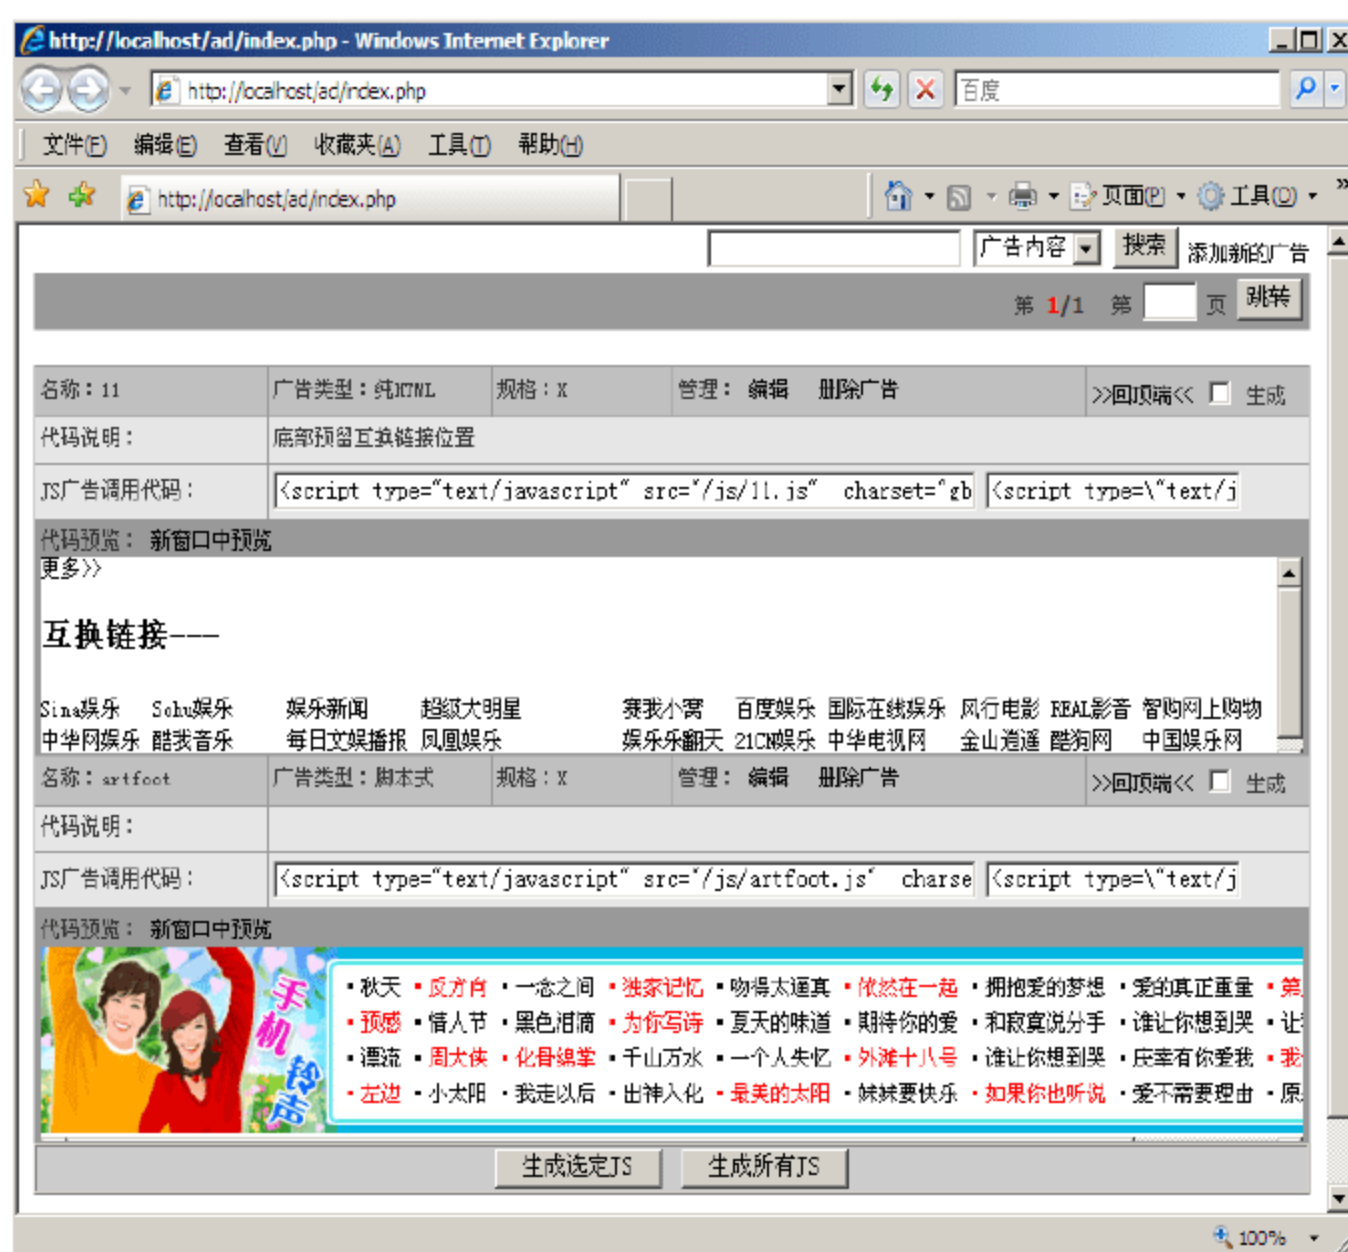 http://localhost/ad/index.php - Windows Internet Explorer
http://localhost/ad/index.php
百度
文件(F) 编辑(E) 查看(V) 收藏夹(A) 工具(T) 帮助(H)
http://localhost/ad/index.php
页面(P) 工具(O) »
广告内容 搜索 添加新的广告
第 1/1 第 页 跳转
名称：11 广告类型：纯HTML 规格：X 管理： 编辑 删除广告 >>回顶端<< 生成
代码说明： 底部预留互换链接位置
JS广告调用代码： <script type="text/javascript" src="/js/11.js" charset="gb <script type=\"text/j
代码预览： 新窗口中预览
更多>>
互换链接---
Sina娱乐 Sohu娱乐 娱乐新闻 超级大明星 赛我小窝 百度娱乐 国际在线娱乐 风行电影 REAL影音 智购网上购物
中华网娱乐 酷我音乐 每日文娱播报 凤凰娱乐 娱乐乐翻天 21CN娱乐 中华电视网 金山逍遥 酷狗网 中国娱乐网
名称：artfoot 广告类型：脚本式 规格：X 管理： 编辑 删除广告 >>回顶端<< 生成
代码说明：
JS广告调用代码： <script type="text/javascript" src="/js/artfoot.js" charse <script type=\"text/j
代码预览： 新窗口中预览
手机铃声
▪秋天 ▪反方向 ▪一念之间 ▪独家记忆 ▪吻得太逼真 ▪依然在一起 ▪拥抱爱的梦想 ▪爱的真正重量 ▪第
▪预感 ▪情人节 ▪黑色泪滴 ▪为你写诗 ▪夏天的味道 ▪期待你的爱 ▪和寂寞说分手 ▪谁让你想到哭 ▪让
▪漂流 ▪周大侠 ▪化骨绵掌 ▪千山万水 ▪一个人失忆 ▪外滩十八号 ▪谁让你想到哭 ▪庆幸有你爱我 ▪我
▪左边 ▪小太阳 ▪我走以后 ▪出神入化 ▪最美的太阳 ▪妹妹要快乐 ▪如果你也听说 ▪爱不需要理由 ▪原
生成选定JS 生成所有JS
100%